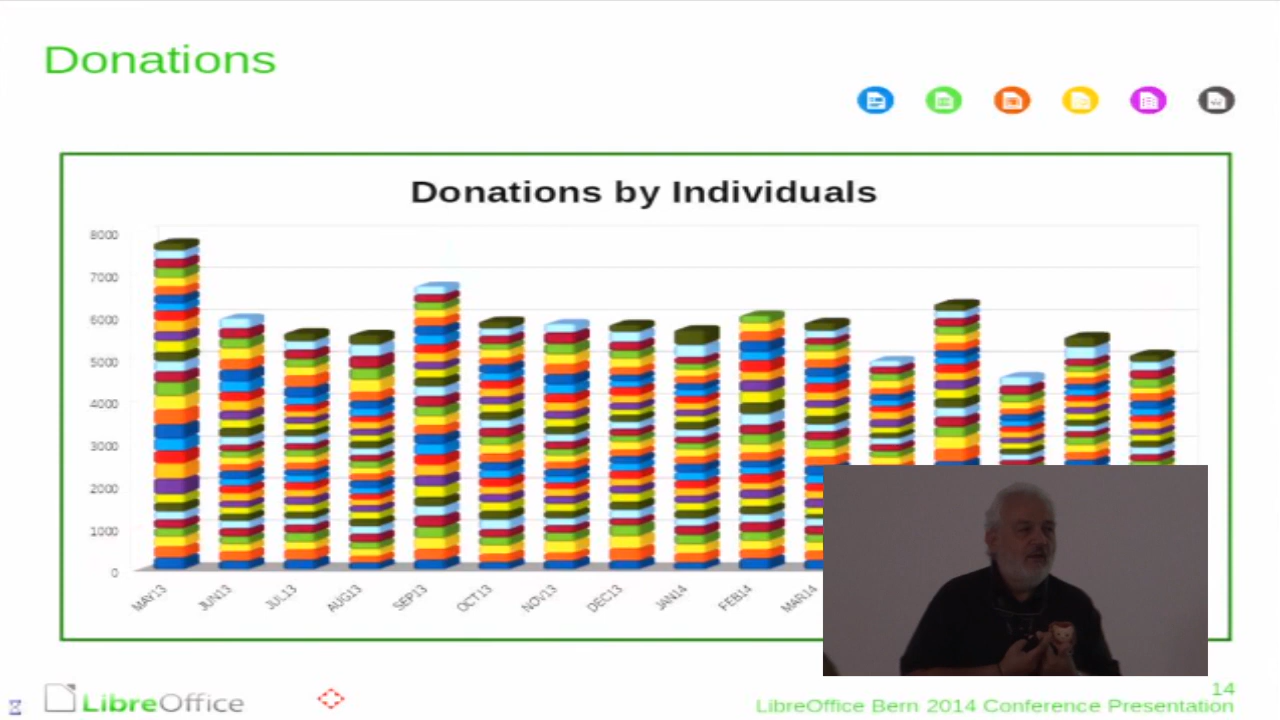 Donations
Donations by Individuals
8000
7000
6000
5000
4000
3000
2000
1000
0
MAY13
JUN13
JUL13
AUG13
SEP13
OCT13
NOV13
DEC13
JAN14
FEB14
MAR14
LibreOffice
14
LibreOffice Bern 2014 Conference Presentation